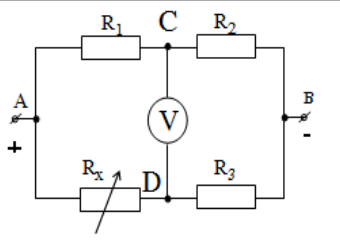 R1 C R2
A V B
+ -
Rx D R3